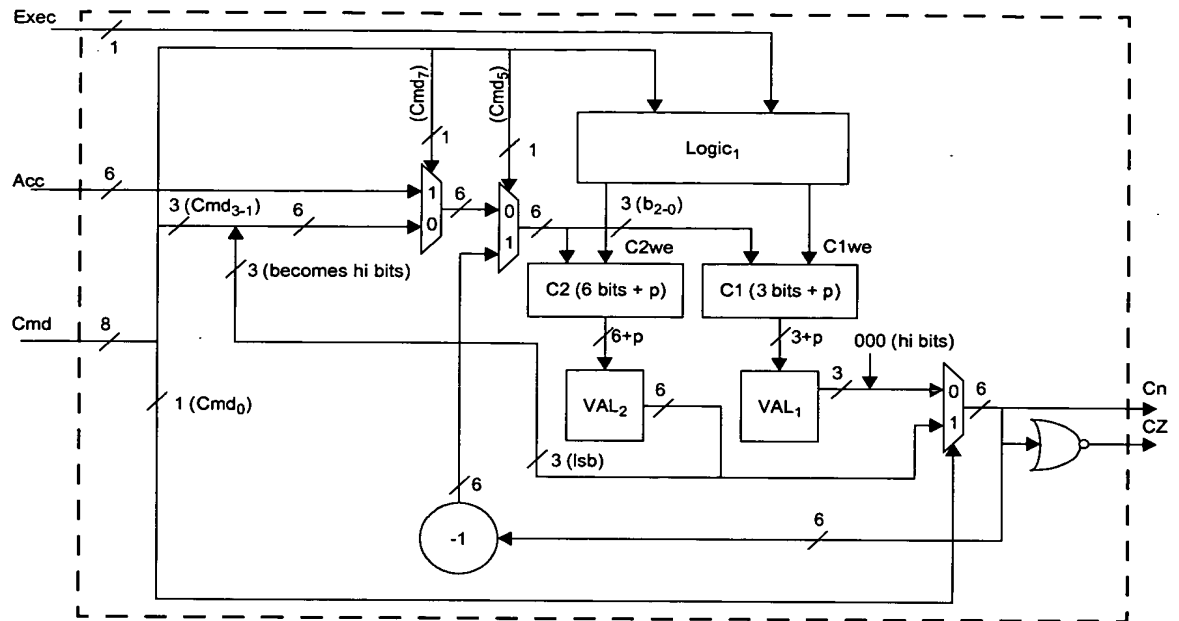 Exec
1
(Cmd7)
(Cmd5)
1
1
Logic1
Acc
6
1
0
6
0
1
6
3 (b2-0)
3 (Cmd3-1)
6
C2we
C1we
3 (becomes hi bits)
C2 (6 bits + p)
C1 (3 bits + p)
Cmd
8
6+p
3+p
000 (hi bits)
VAL2
6
VAL1
3
0
1
6
Cn
CZ
1 (Cmd0)
3 (lsb)
6
-1
6